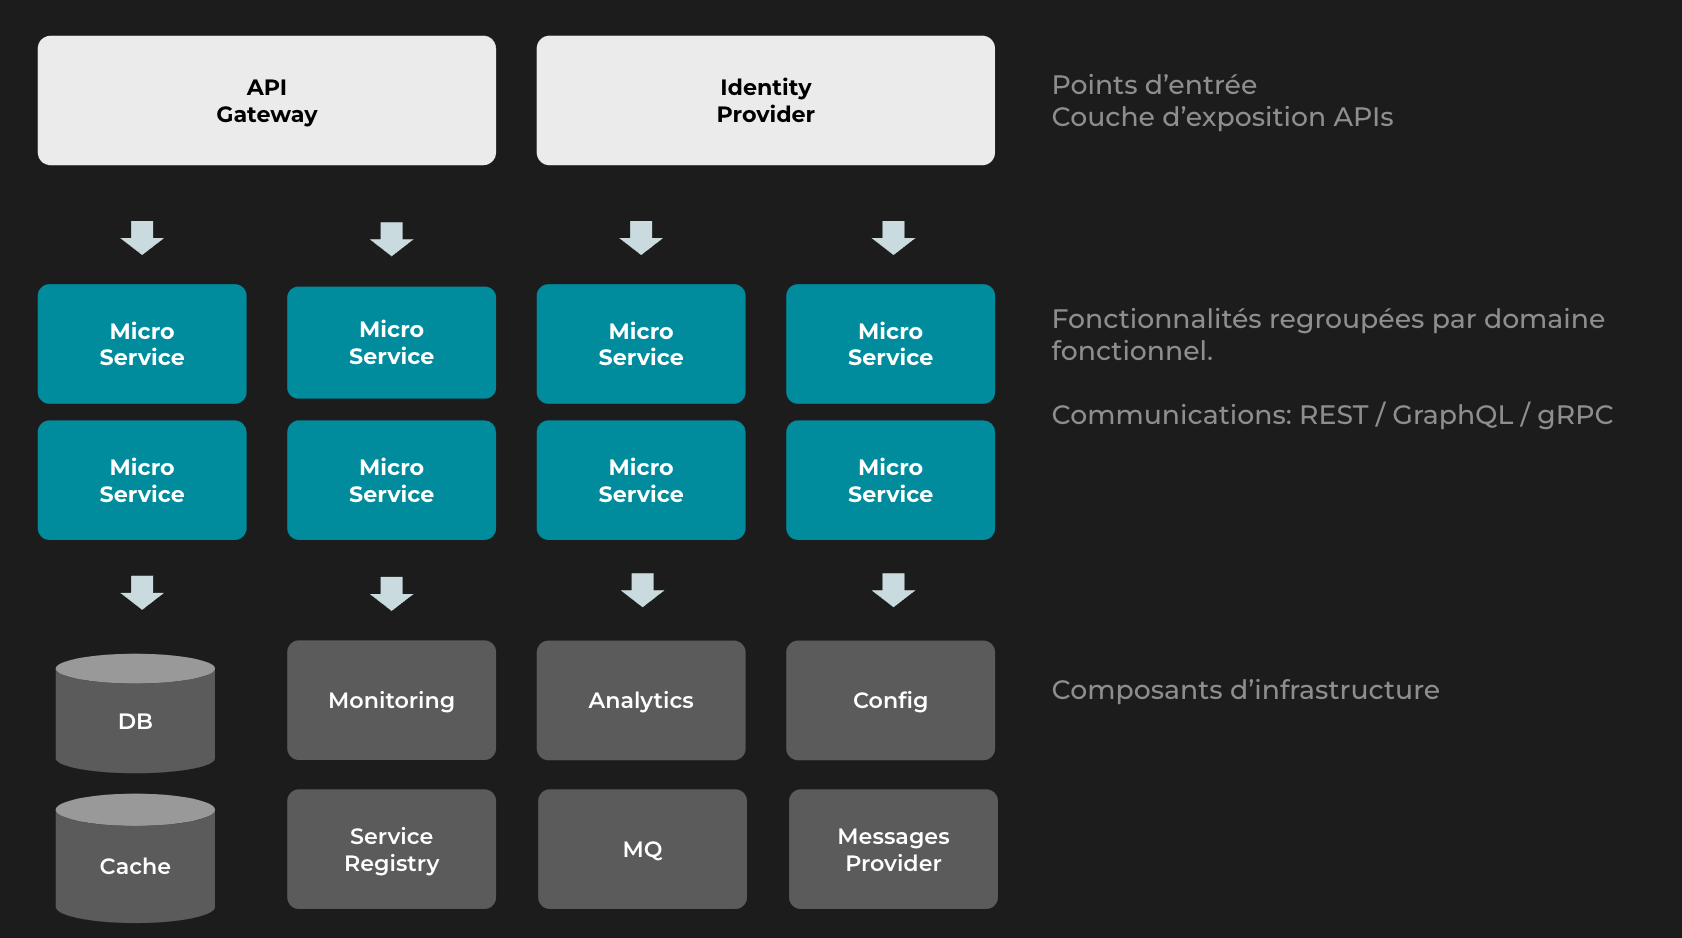 API
Gateway
Identity
Provider
Points d’entrée
Couche d’exposition APIs
Micro
Service
Micro
Service
Micro
Service
Micro
Service
Fonctionnalités regroupées par domaine
fonctionnel.
Communications: REST / GraphQL / gRPC
Micro
Service
Micro
Service
Micro
Service
Micro
Service
DB
Monitoring
Analytics
Config
Composants d’infrastructure
Cache
Service
Registry
MQ
Messages
Provider